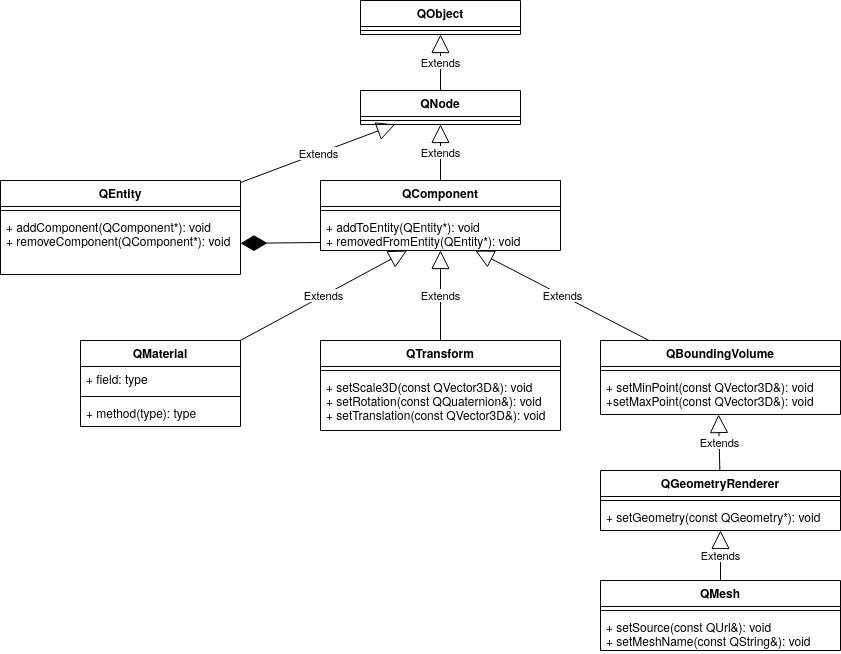 QObject
Extends
QNode
Extends
Extends
QEntity
+ addComponent(QComponent*): void
+ removeComponent(QComponent*): void
QComponent
+ addToEntity(QEntity*): void
+ removedFromEntity(QEntity*): void
Extends
Extends
Extends
QMaterial
+ field: type
+ method(type): type
QTransform
+ setScale3D(const QVector3D&): void
+ setRotation(const QQuaternion&): void
+ setTranslation(const QVector3D&): void
QBoundingVolume
+ setMinPoint(const QVector3D&): void
+setMaxPoint(const QVector3D&): void
Extends
QGeometryRenderer
+ setGeometry(const QGeometry*): void
Extends
QMesh
+ setSource(const QUrl&): void
+ setMeshName(const QString&): void